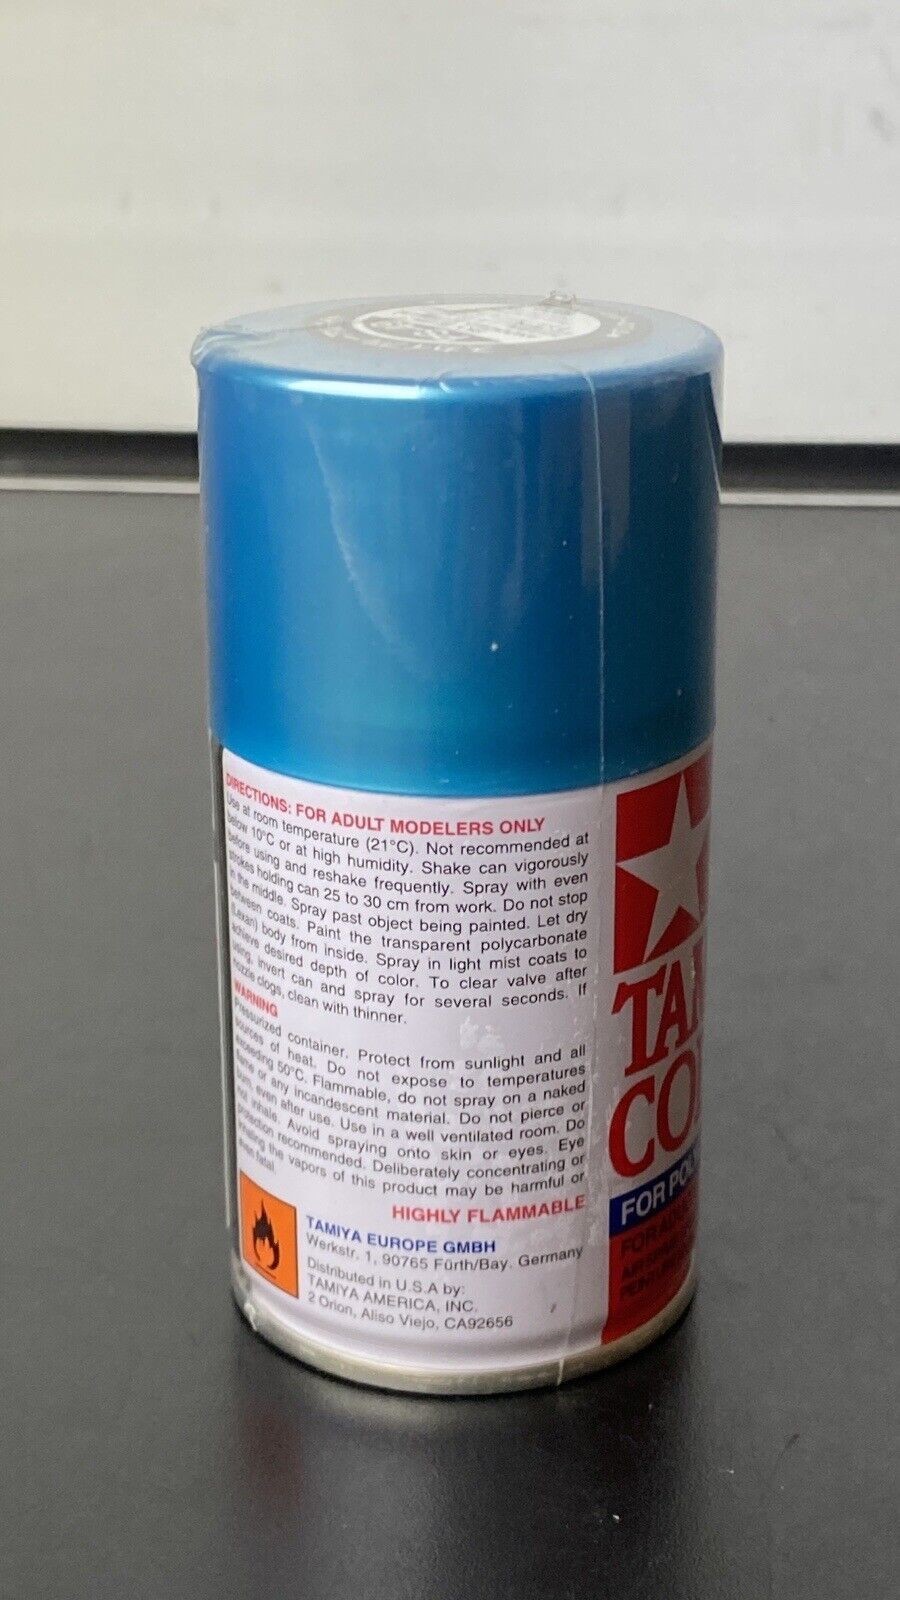 DIRECTIONS: FOR ADULT MODELERS ONLY
Use at room temperature (21°C). Not recommended at
below 10°C or at high humidity. Shake can vigorously
before using and reshake frequently. Spray with even
strokes holding can 25 to 30 cm from work. Do not stop
in the middle. Spray past object being painted. Let dry
between coats. Paint the transparent polycarbonate
(Lexan) body from inside. Spray in light mist coats to
achieve desired depth of color. To clear valve after
using, invert can and spray for several seconds. If
nozzle clogs, clean with thinner.
WARNING
Pressurized container. Protect from sunlight and all
sources of heat. Do not expose to temperatures
exceeding 50°C. Flammable, do not spray on a naked
flame or any incandescent material. Do not pierce or
burn, even after use. Use in a well ventilated room. Do
not inhale. Avoid spraying onto skin or eyes. Eye
protection recommended. Deliberately concentrating or
inhaling the vapors of this product may be harmful or
even fatal.
HIGHLY FLAMMABLE
TAMIYA EUROPE GMBH
Werkstr. 1, 90765 Fürth/Bay. Germany
Distributed in U.S.A by:
TAMIYA AMERICA, INC.
2 Orion, Aliso Viejo, CA92656
TAM
CO
FOR PO